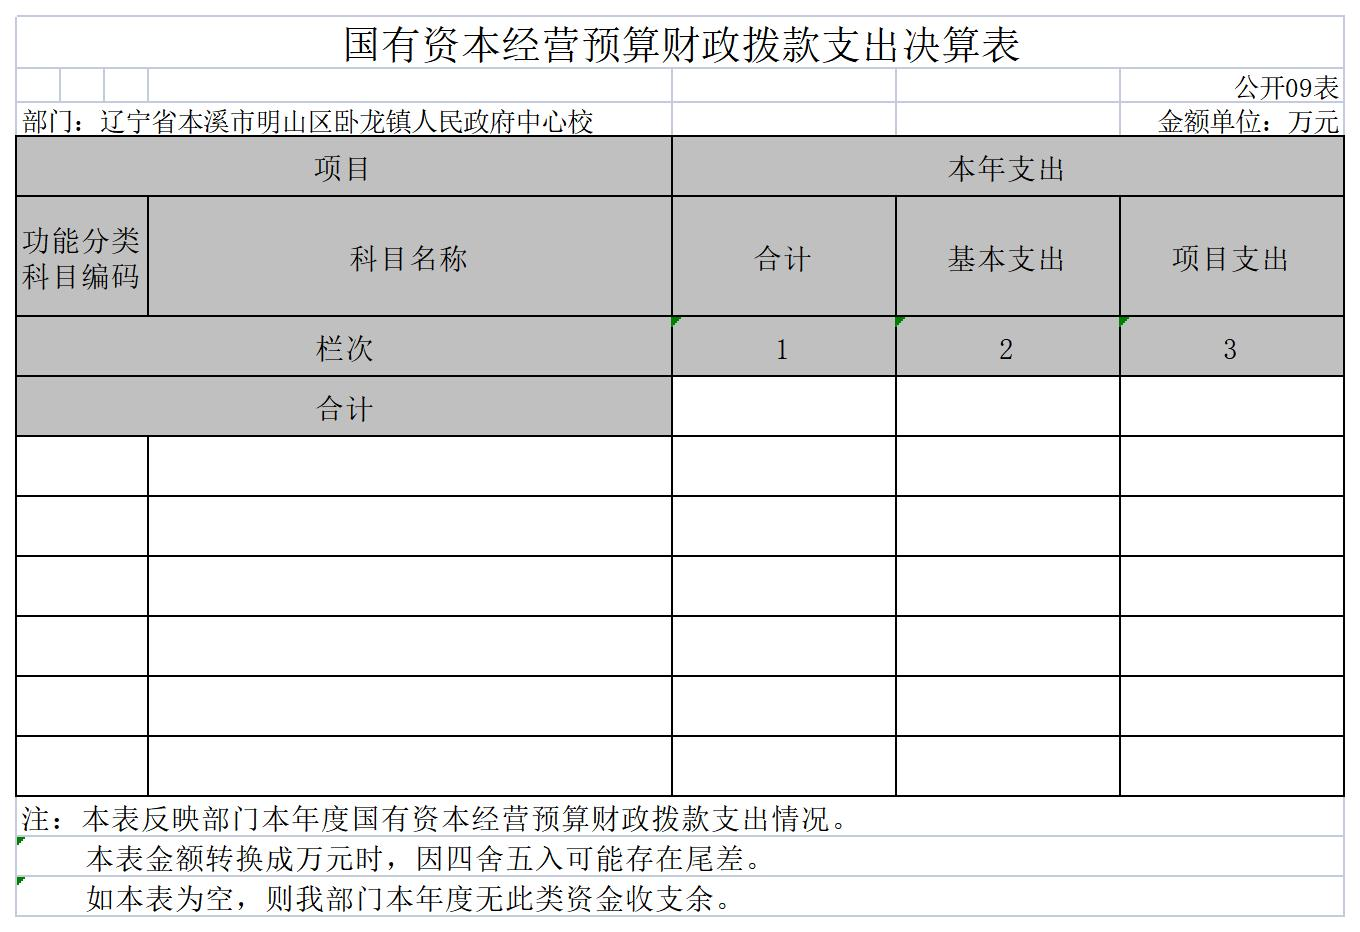 国有资本经营预算财政拨款支出决算表
公开09表
部门：辽宁省本溪市明山区卧龙镇人民政府中心校 金额单位：万元
项目 本年支出
功能分类
科目编码 科目名称 合计 基本支出 项目支出
栏次 1 2 3
合计
注：本表反映部门本年度国有资本经营预算财政拨款支出情况。
本表金额转换成万元时，因四舍五入可能存在尾差。
如本表为空，则我部门本年度无此类资金收支余。